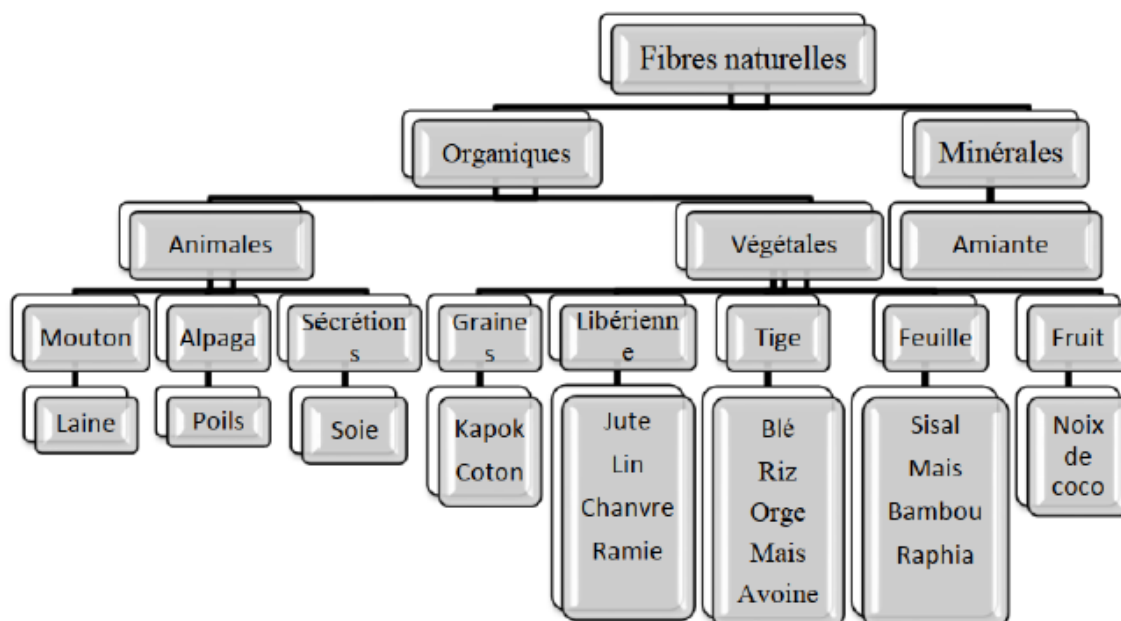 Fibres naturelles
Organiques
Minérales
Animales
Végétales
Amiante
Mouton
Alpaga
Sécrétion
s
Graine
s
Libérienn
e
Tige
Feuille
Fruit
Laine
Poils
Soie
Kapok
Coton
Jute
Lin
Chanvre
Ramie
Blé
Riz
Orge
Mais
Avoine
Sisal
Mais
Bambou
Raphia
Noix
de
coco